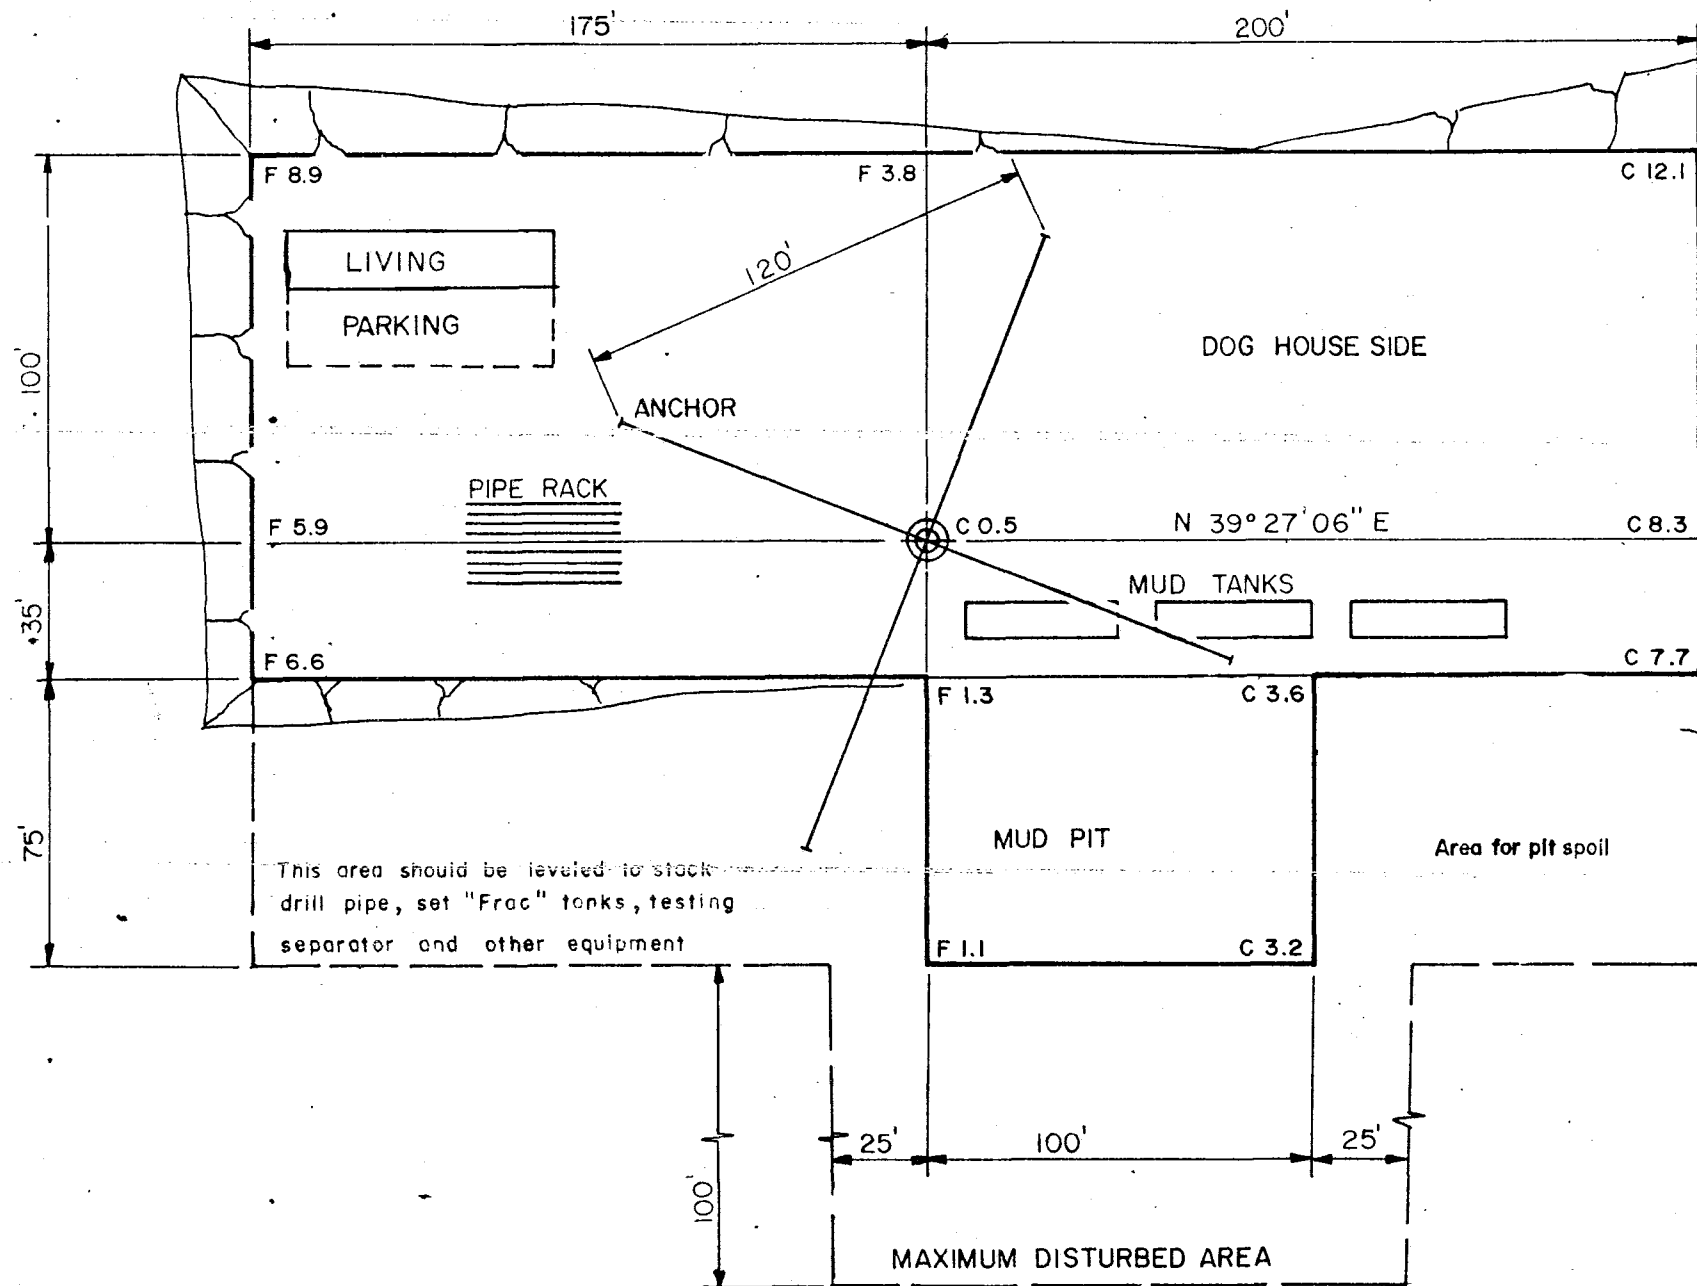 175'
200'
F 8.9
F 3.8
C 12.1
LIVING
PARKING
120'
DOG HOUSE SIDE
100'
ANCHOR
PIPE RACK
F 5.9
C 0.5
N 39° 27' 06" E
C 8.3
MUD TANKS
35'
F 6.6
C 7.7
F 1.3
C 3.6
75'
MUD PIT
Area for pit spoil
This area should be leveled to stack
drill pipe, set "Frac" tanks, testing
separator and other equipment
F 1.1
C 3.2
25'
100'
25'
100'
MAXIMUM DISTURBED AREA